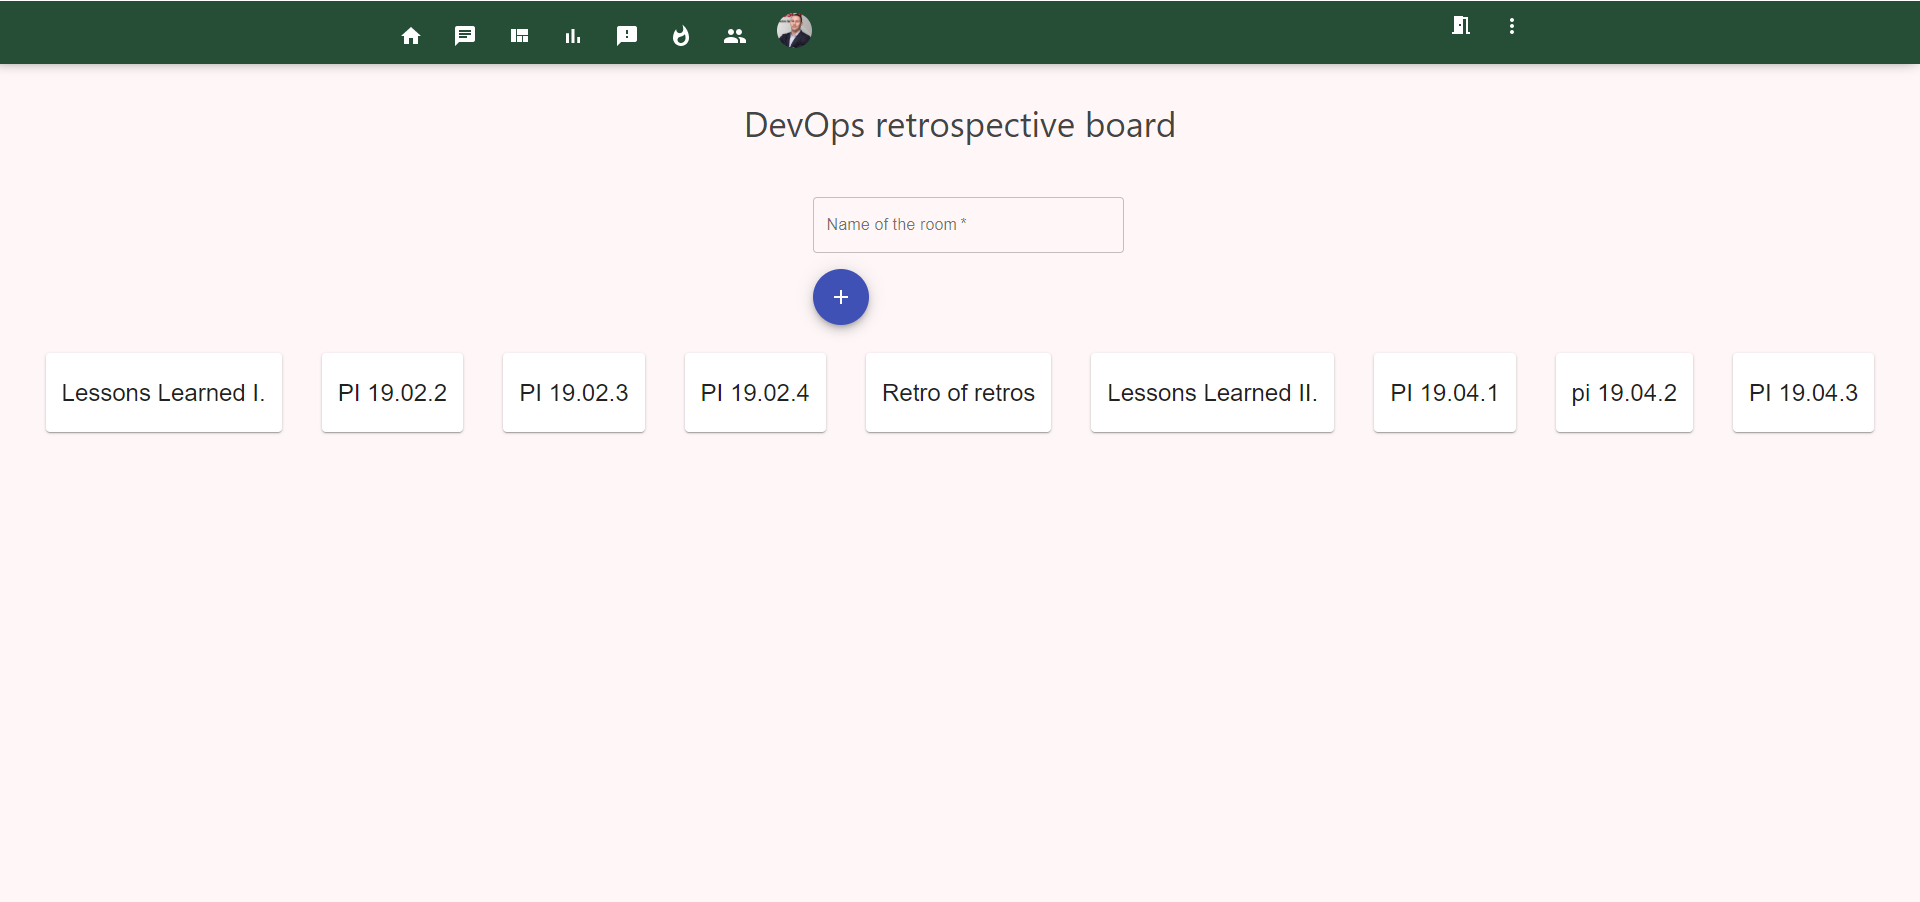 DevOps retrospective board
Name of the room *
Lessons Learned I.
PI 19.02.2
PI 19.02.3
PI 19.02.4
Retro of retros
Lessons Learned II.
PI 19.04.1
pi 19.04.2
PI 19.04.3